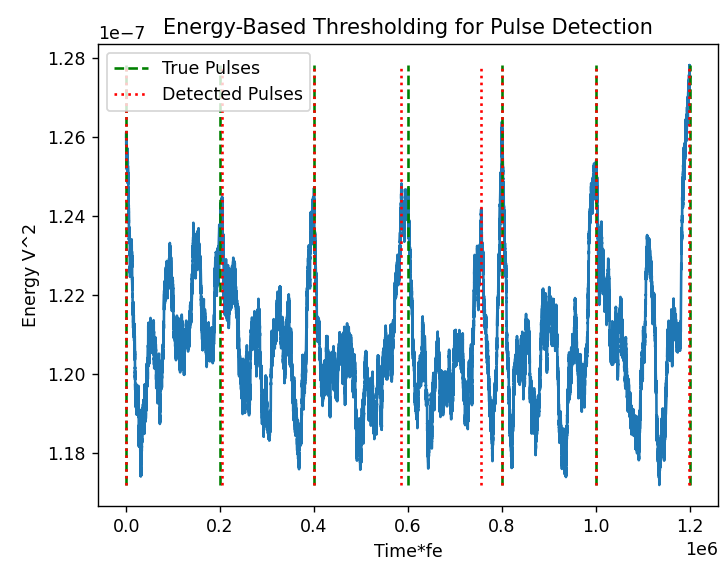 Energy-Based Thresholding for Pulse Detection
1e−7
True Pulses
Detected Pulses
1.28
1.26
1.24
1.22
1.20
1.18
Energy V^2
0.0 0.2 0.4 0.6 0.8 1.0 1.2
Time*fe
1e6